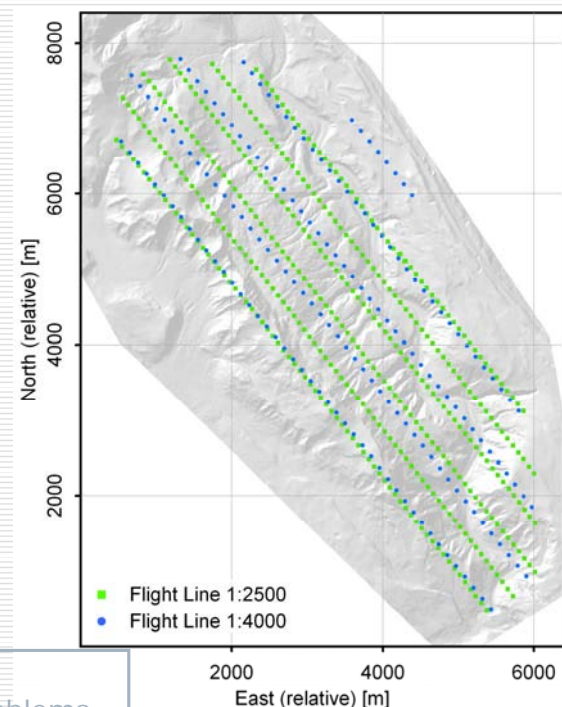 8000
6000
4000
2000
North (relative) [m]
Flight Line 1:2500
Flight Line 1:4000
2000 4000 6000
East (relative) [m]